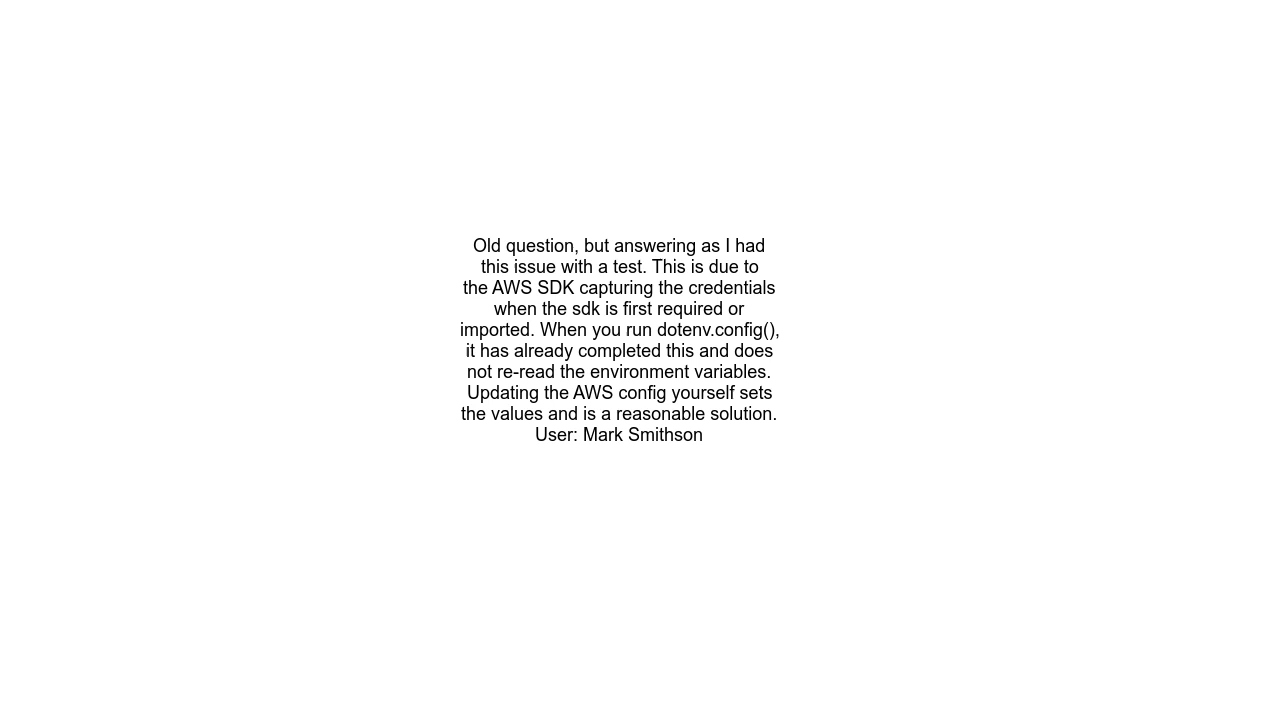 Old question, but answering as I had
this issue with a test. This is due to
the AWS SDK capturing the credentials
when the sdk is first required or
imported. When you run dotenv.config(),
it has already completed this and does
not re-read the environment variables.
Updating the AWS config yourself sets
the values and is a reasonable solution.
User: Mark Smithson